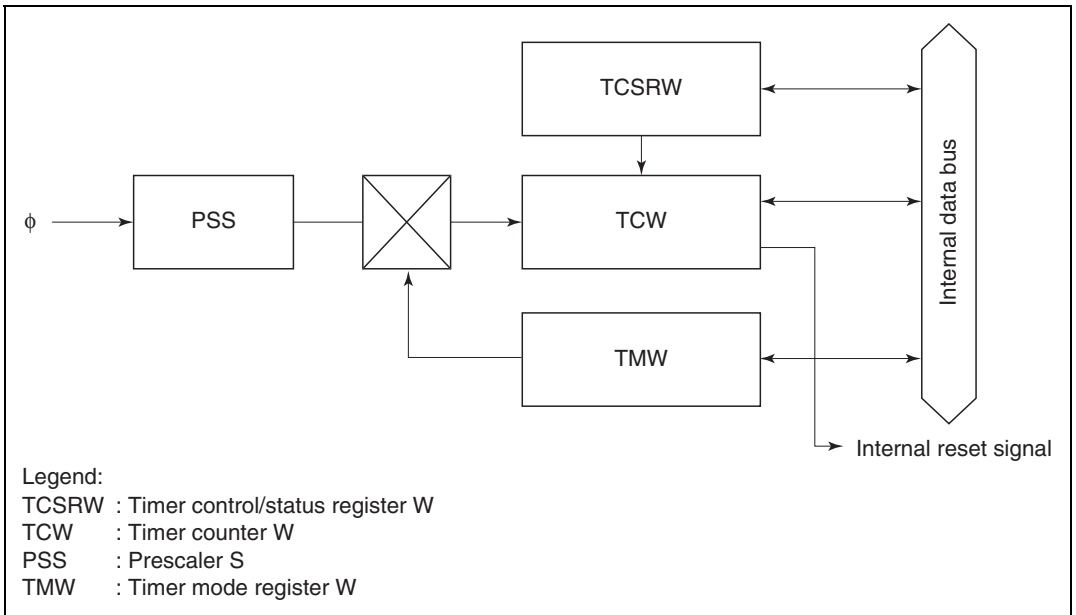 TCSRW
φ
PSS
TCW
TMW
Internal data bus
Internal reset signal
Legend:
TCSRW : Timer control/status register W
TCW : Timer counter W
PSS : Prescaler S
TMW : Timer mode register W